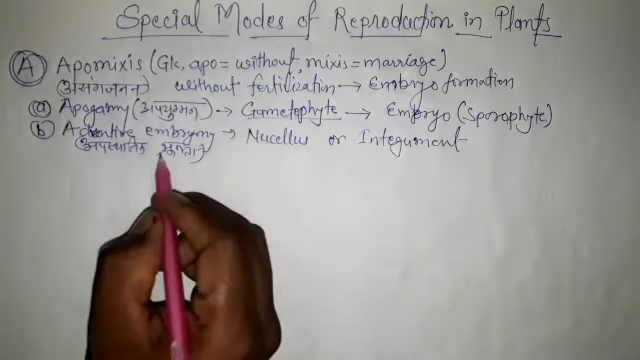 Special Modes of Reproduction in Plants
(A) Apomixis (Gk, apo = without, mixis = marriage)
(असंगजनन) without fertilization → Embryo formation
(a) Apogamy (अपयुग्मन) → Gametophyte → Embryo (Sporophyte)
(b) Adventive embryony → Nucellus or Integument
(अपस्थानिक